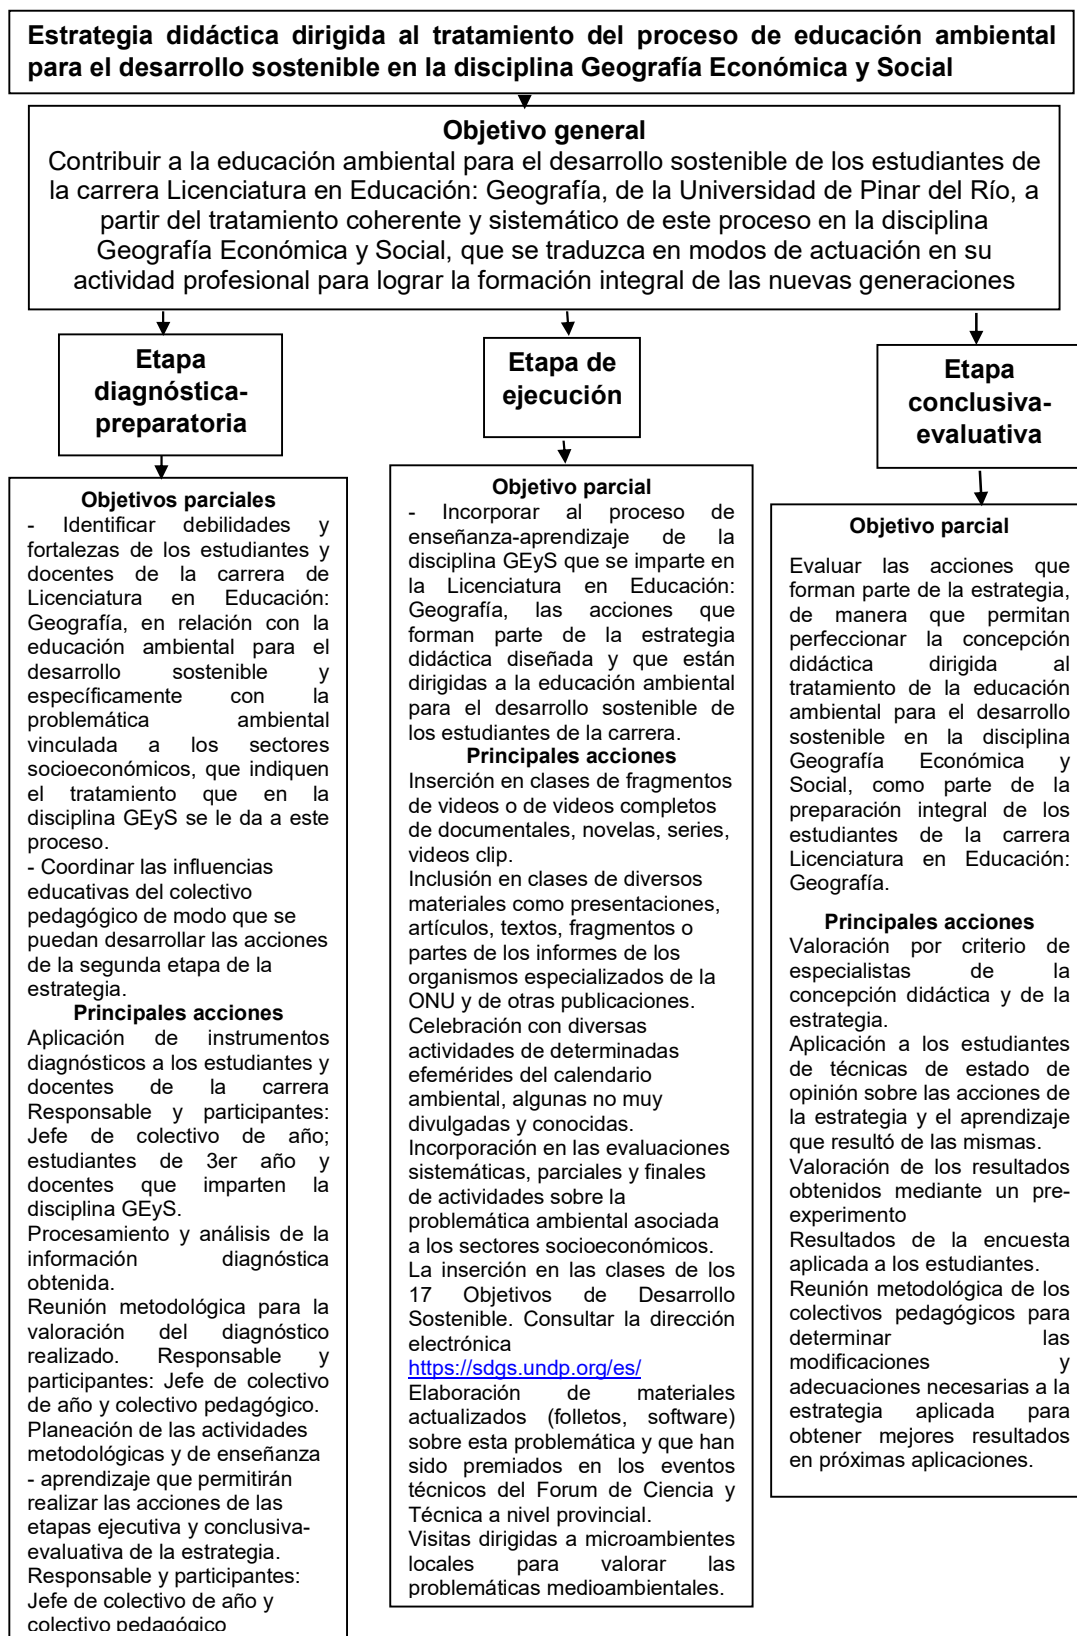 Estrategia didáctica dirigida al tratamiento del proceso de educación ambiental
para el desarrollo sostenible en la disciplina Geografía Económica y Social
Objetivo general
Contribuir a la educación ambiental para el desarrollo sostenible de los estudiantes de
la carrera Licenciatura en Educación: Geografía, de la Universidad de Pinar del Río, a
partir del tratamiento coherente y sistemático de este proceso en la disciplina
Geografía Económica y Social, que se traduzca en modos de actuación en su
actividad profesional para lograr la formación integral de las nuevas generaciones
Etapa
diagnóstica-
preparatoria
Objetivos parciales
- Identificar debilidades y
fortalezas de los estudiantes y
docentes de la carrera de
Licenciatura en Educación:
Geografía, en relación con la
educación ambiental para el
desarrollo sostenible y
específicamente con la
problemática ambiental
vinculada a los sectores
socioeconómicos, que indiquen
el tratamiento que en la
disciplina GEyS se le da a este
proceso.
- Coordinar las influencias
educativas del colectivo
pedagógico de modo que se
puedan desarrollar las acciones
de la segunda etapa de la
estrategia.
Principales acciones
Aplicación de instrumentos
diagnósticos a los estudiantes y
docentes de la carrera
Responsable y participantes:
Jefe de colectivo de año;
estudiantes de 3er año y
docentes que imparten la
disciplina GEyS.
Procesamiento y análisis de la
información diagnóstica
obtenida.
Reunión metodológica para la
valoración del diagnóstico
realizado. Responsable y
participantes: Jefe de colectivo
de año y colectivo pedagógico.
Planeación de las actividades
metodológicas y de enseñanza
- aprendizaje que permitirán
realizar las acciones de las
etapas ejecutiva y conclusiva-
evaluativa de la estrategia.
Responsable y participantes:
Jefe de colectivo de año y
colectivo pedagógico
Etapa de
ejecución
Objetivo parcial
- Incorporar al proceso de
enseñanza-aprendizaje de la
disciplina GEyS que se imparte en
la Licenciatura en Educación:
Geografía, las acciones que
forman parte de la estrategia
didáctica diseñada y que están
dirigidas a la educación ambiental
para el desarrollo sostenible de
los estudiantes de la carrera.
Principales acciones
Inserción en clases de fragmentos
de videos o de videos completos
de documentales, novelas, series,
videos clip.
Inclusión en clases de diversos
materiales como presentaciones,
artículos, textos, fragmentos o
partes de los informes de los
organismos especializados de la
ONU y de otras publicaciones.
Celebración con diversas
actividades de determinadas
efemérides del calendario
ambiental, algunas no muy
divulgadas y conocidas.
Incorporación en las evaluaciones
sistemáticas, parciales y finales
de actividades sobre la
problemática ambiental asociada
a los sectores socioeconómicos.
La inserción en las clases de los
17 Objetivos de Desarrollo
Sostenible. Consultar la dirección
electrónica
https://sdgs.undp.org/es/
Elaboración de materiales
actualizados (folletos, software)
sobre esta problemática y que han
sido premiados en los eventos
técnicos del Forum de Ciencia y
Técnica a nivel provincial.
Visitas dirigidas a microambientes
locales para valorar las
problemáticas medioambientales.
Etapa
conclusiva-
evaluativa
Objetivo parcial
Evaluar las acciones que
forman parte de la estrategia,
de manera que permitan
perfeccionar la concepción
didáctica dirigida al
tratamiento de la educación
ambiental para el desarrollo
sostenible en la disciplina
Geografía Económica y
Social, como parte de la
preparación integral de los
estudiantes de la carrera
Licenciatura en Educación:
Geografía.
Principales acciones
Valoración por criterio de
especialistas de la
concepción didáctica y de la
estrategia.
Aplicación a los estudiantes
de técnicas de estado de
opinión sobre las acciones de
la estrategia y el aprendizaje
que resultó de las mismas.
Valoración de los resultados
obtenidos mediante un pre-
experimento
Resultados de la encuesta
aplicada a los estudiantes.
Reunión metodológica de los
colectivos pedagógicos para
determinar las
modificaciones y
adecuaciones necesarias a la
estrategia aplicada para
obtener mejores resultados
en próximas aplicaciones.